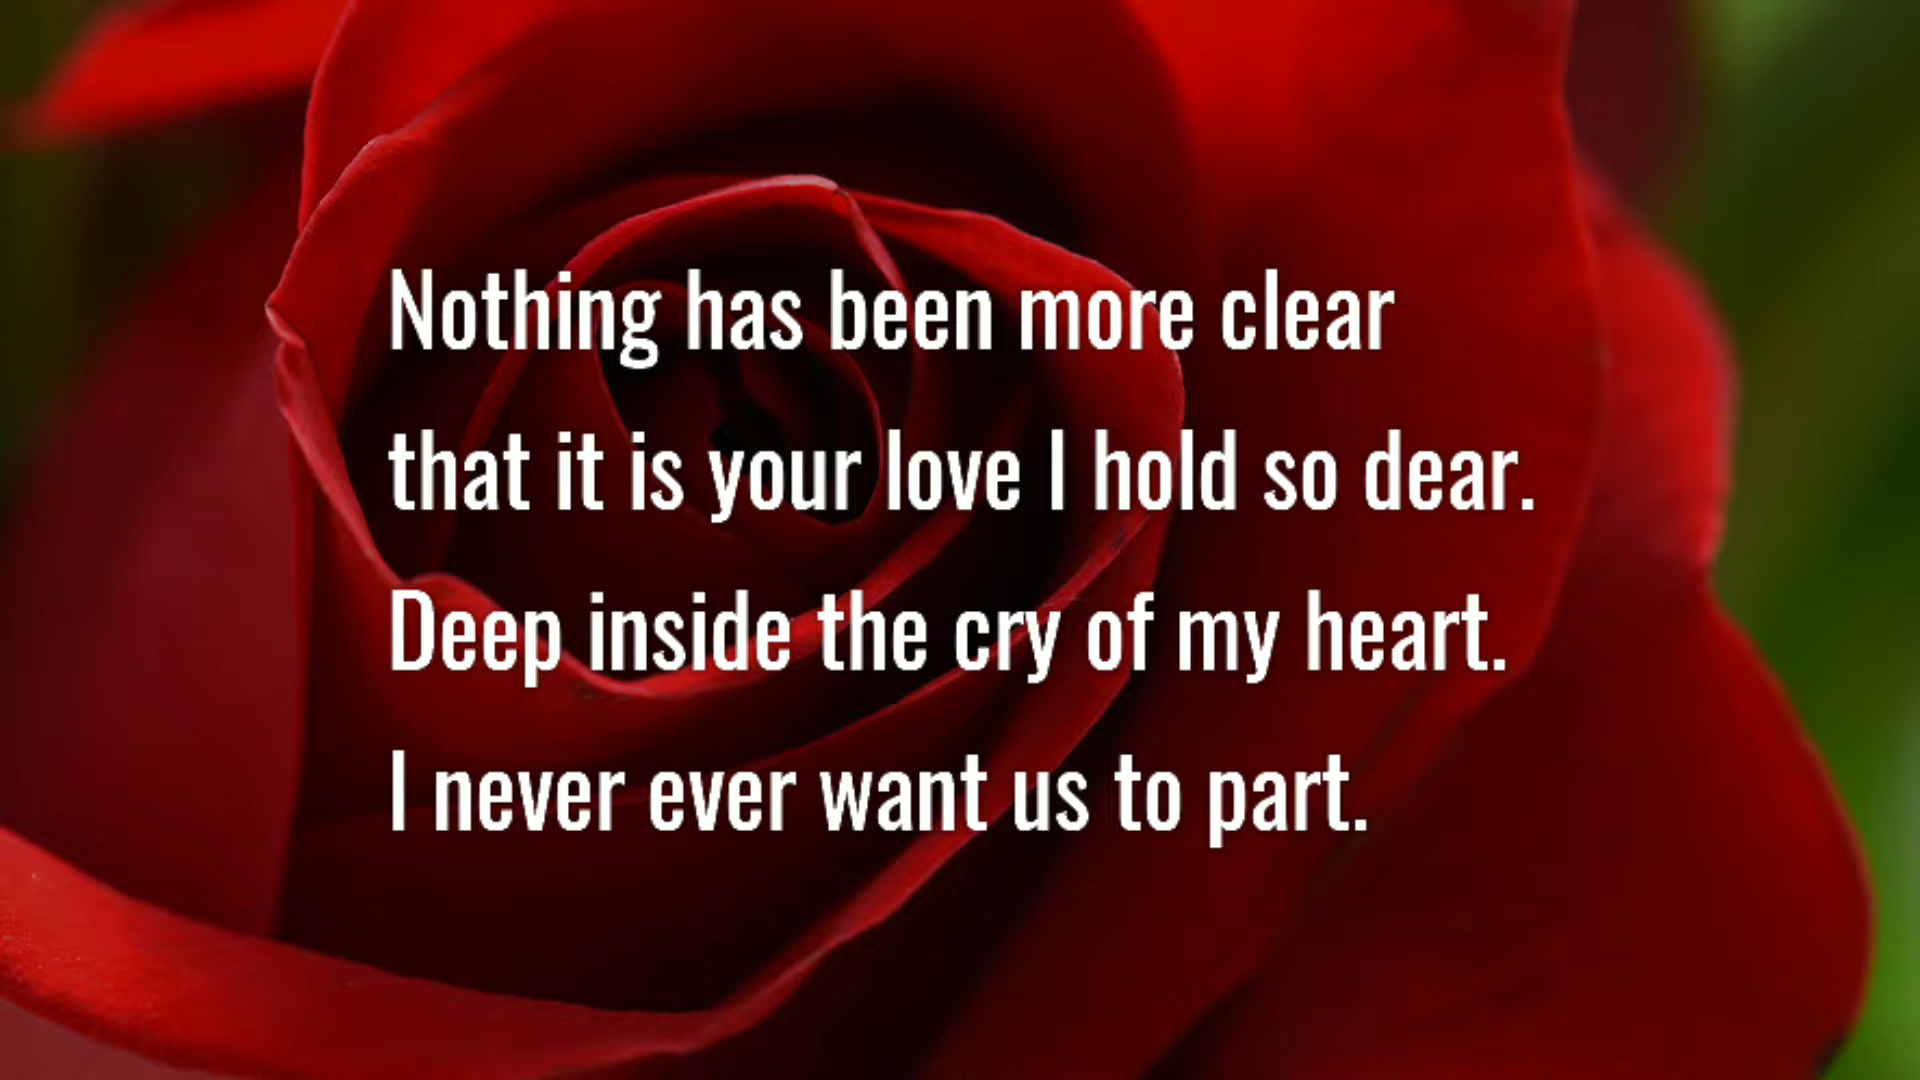 Nothing has been more clear
that it is your love I hold so dear.
Deep inside the cry of my heart.
I never ever want us to part.